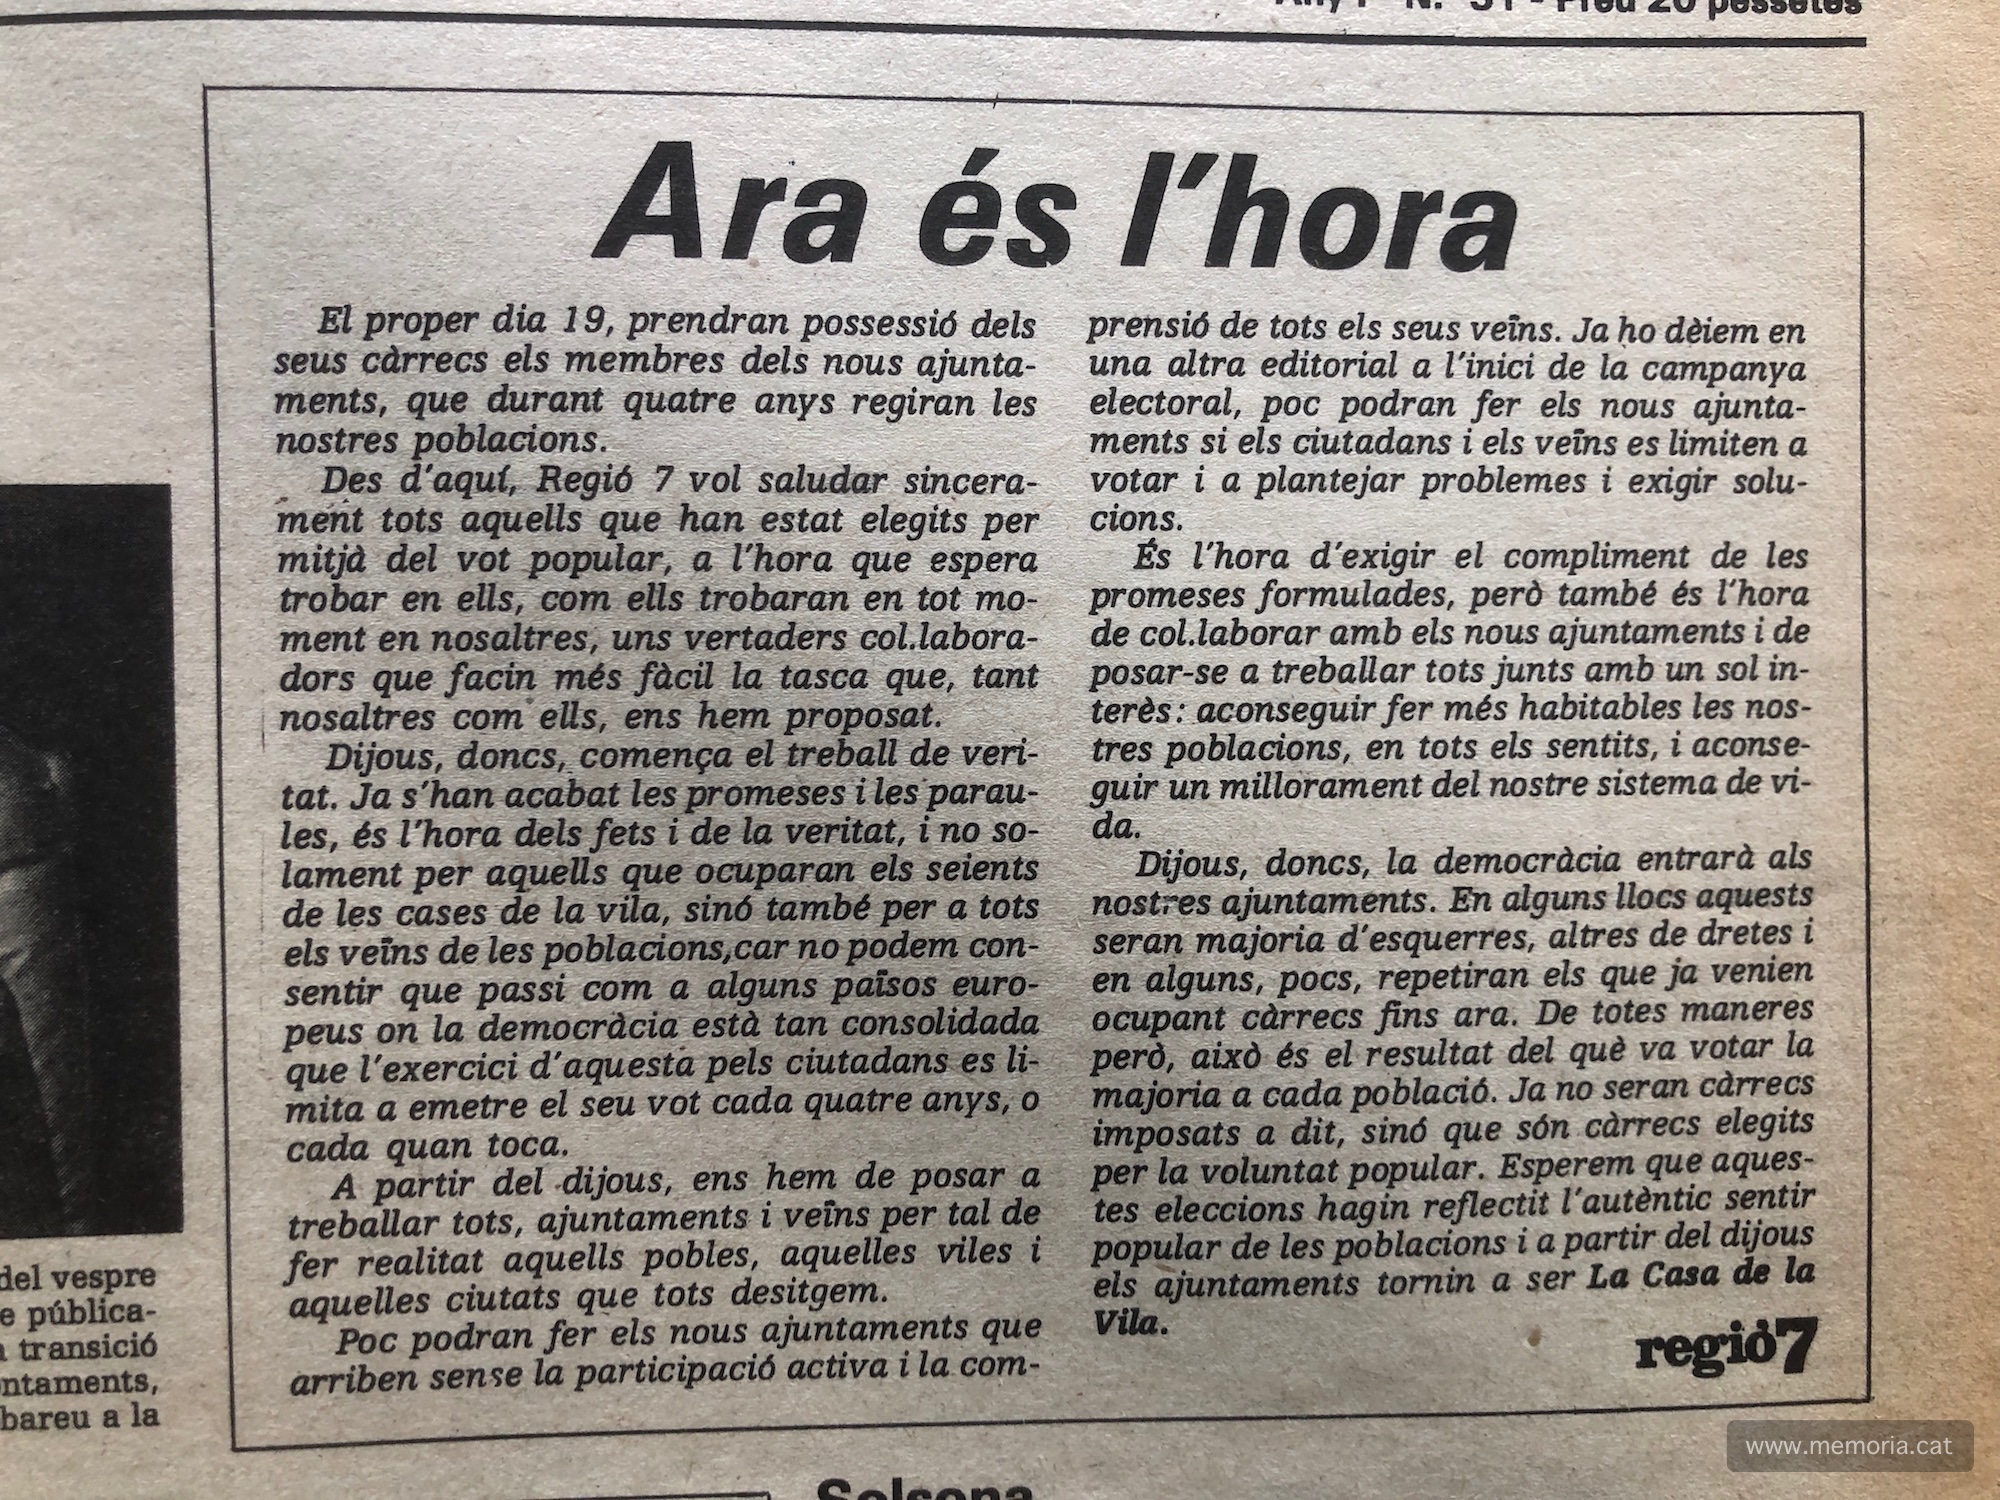 Any I - N.º 31 - Preu 20 pessetes
Ara és l'hora
El proper dia 19, prendran possessió dels
seus càrrecs els membres dels nous ajunta-
ments, que durant quatre anys regiran les
nostres poblacions.
Des d'aquí, Regió 7 vol saludar sincera-
ment tots aquells que han estat elegits per
mitjà del vot popular, a l'hora que espera
trobar en ells, com ells trobaran en tot mo-
ment en nosaltres, uns vertaders col.labora-
dors que facin més fàcil la tasca que, tant
nosaltres com ells, ens hem proposat.
Dijous, doncs, comença el treball de veri-
tat. Ja s'han acabat les promeses i les parau-
les, és l'hora dels fets i de la veritat, i no so-
lament per aquells que ocuparan els seients
de les cases de la vila, sinó també per a tots
els veïns de les poblacions,car no podem con-
sentir que passi com a alguns països euro-
peus on la democràcia està tan consolidada
que l'exercici d'aquesta pels ciutadans es li-
mita a emetre el seu vot cada quatre anys, o
cada quan toca.
A partir del dijous, ens hem de posar a
treballar tots, ajuntaments i veïns per tal de
fer realitat aquells pobles, aquelles viles i
aquelles ciutats que tots desitgem.
Poc podran fer els nous ajuntaments que
arriben sense la participació activa i la com-
prensió de tots els seus veïns. Ja ho dèiem en
una altra editorial a l'inici de la campanya
electoral, poc podran fer els nous ajunta-
ments si els ciutadans i els veïns es limiten a
votar i a plantejar problemes i exigir solu-
cions.
És l'hora d'exigir el compliment de les
promeses formulades, però també és l'hora
de col.laborar amb els nous ajuntaments i de
posar-se a treballar tots junts amb un sol in-
terès: aconseguir fer més habitables les nos-
tres poblacions, en tots els sentits, i aconse-
guir un millorament del nostre sistema de vi-
da.
Dijous, doncs, la democràcia entrarà als
nostres ajuntaments. En alguns llocs aquests
seran majoria d'esquerres, altres de dretes i
en alguns, pocs, repetiran els que ja venien
ocupant càrrecs fins ara. De totes maneres
però, això és el resultat del què va votar la
majoria a cada població. Ja no seran càrrecs
imposats a dit, sinó que són càrrecs elegits
per la voluntat popular. Esperem que aques-
tes eleccions hagin reflectit l'autèntic sentir
popular de les poblacions i a partir del dijous
els ajuntaments tornin a ser La Casa de la
Vila.
regió7
del vespre
e pública-
a transició
ntaments,
bareu a la
Solsona
www.memoria.cat